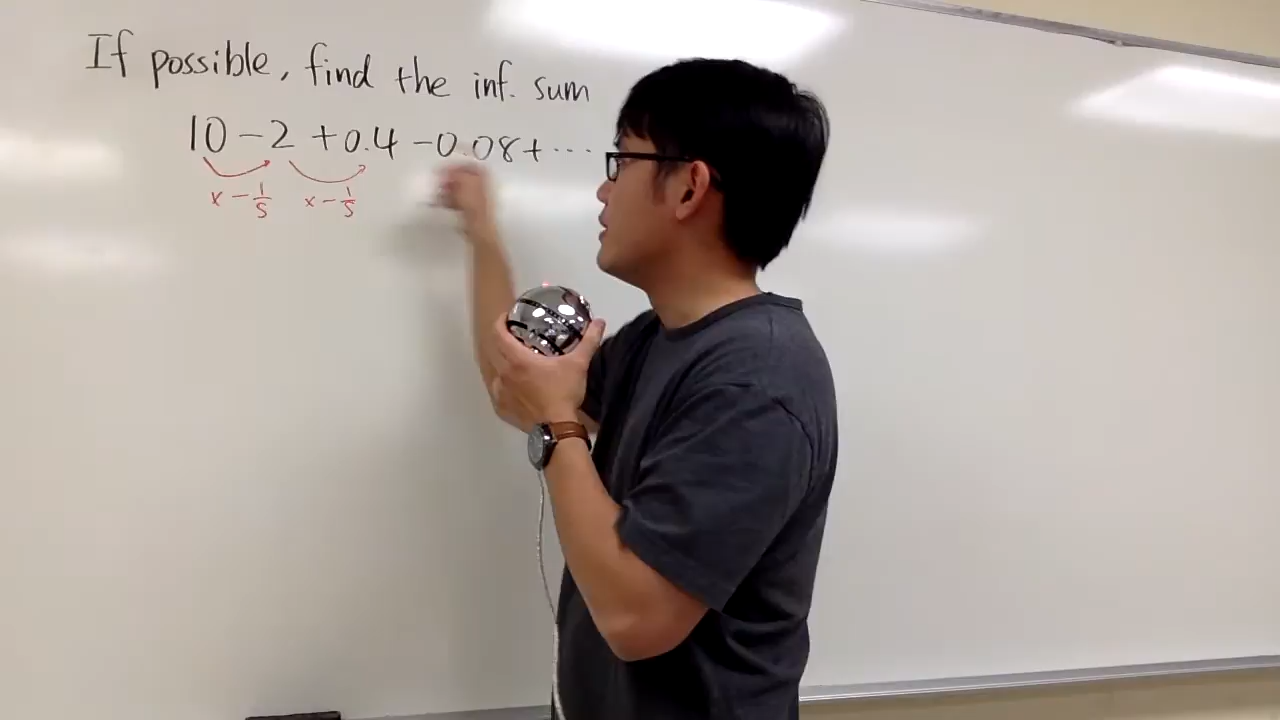 If possible, find the inf. sum
10 - 2 + 0.4 - 0.08 + ...
x - 1/5 x - 1/5